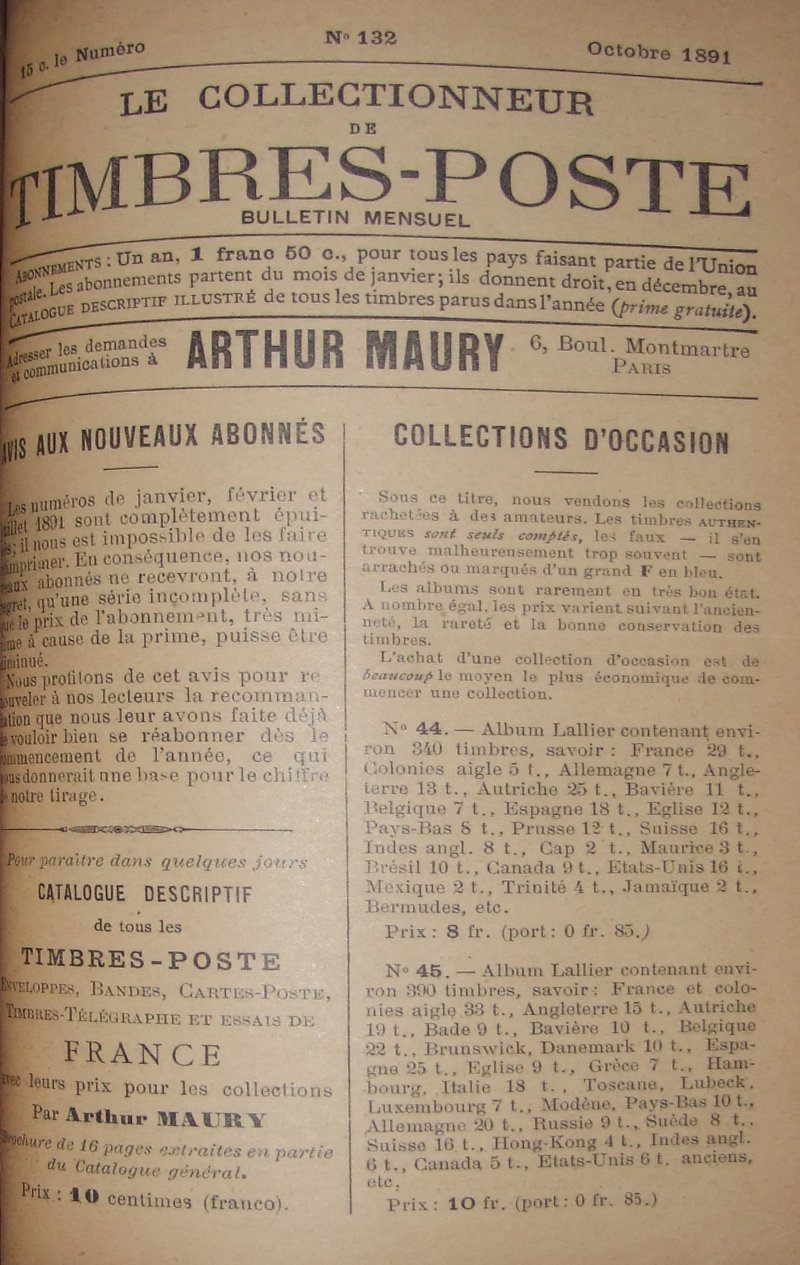 15 c. le Numéro
No 132
Octobre 1891
LE COLLECTIONNEUR
DE
TIMBRES-POSTE
BULLETIN MENSUEL
ABONNEMENTS : Un an, 1 franc 50 c., pour tous les pays faisant partie de l'Union
postale. Les abonnements partent du mois de janvier; ils donnent droit, en décembre, au
CATALOGUE DESCRIPTIF ILLUSTRÉ de tous les timbres parus dans l'année (prime gratuite).
Adresser les demandes
et communications à
ARTHUR MAURY
6, Boul. Montmartre
PARIS
AVIS AUX NOUVEAUX ABONNÉS
Les numéros de janvier, février et
juillet 1891 sont complètement épui-
; il nous est impossible de les faire
imprimer. En conséquence, nos nou-
veaux abonnés ne recevront, à notre
regret, qu'une série incomplète, sans
que le prix de l'abonnement, très mi-
nime à cause de la prime, puisse être
diminué.
Nous profitons de cet avis pour re
nouveler à nos lecteurs la recomman-
dation que nous leur avons faite déjà
de vouloir bien se réabonner dès le
commencement de l'année, ce qui
nous donnerait une base pour le chiffre
de notre tirage.
Pour paraître dans quelques jours
CATALOGUE DESCRIPTIF
de tous les
TIMBRES-POSTE
ENVELOPPES, BANDES, CARTES-POSTE,
TIMBRES-TÉLÉGRAPHE ET ESSAIS DE
FRANCE
avec leurs prix pour les collections
Par Arthur MAURY
Brochure de 16 pages extraites en partie
du Catalogue général.
Prix : 10 centimes (franco).
COLLECTIONS D'OCCASION
Sous ce titre, nous vendons les collections
rachetées à des amateurs. Les timbres AUTHEN-
TIQUES sont seuls comptés, les faux — il s'en
trouve malheureusement trop souvent — sont
arrachés ou marqués d'un grand F en bleu.
Les albums sont rarement en très bon état.
A nombre égal, les prix varient suivant l'ancien-
neté, la rareté et la bonne conservation des
timbres.
L'achat d'une collection d'occasion est de
beaucoup le moyen le plus économique de com-
mencer une collection.
No 44. — Album Lallier contenant envi-
ron 340 timbres, savoir : France 29 t.,
Colonies aigle 5 t., Allemagne 7 t., Angle-
terre 13 t., Autriche 25 t., Bavière 11 t.,
Belgique 7 t., Espagne 18 t., Eglise 12 t.,
Pays-Bas 8 t., Prusse 12 t., Suisse 16 t.,
Indes angl. 8 t., Cap 2 t., Maurice 3 t.,
Brésil 10 t., Canada 9 t., Etats-Unis 16 t.,
Mexique 2 t., Trinité 4 t., Jamaïque 2 t.,
Bermudes, etc.
Prix : 8 fr. (port : 0 fr. 85.)
No 45. — Album Lallier contenant envi-
ron 390 timbres, savoir : France et colo-
nies aigle 33 t., Angleterre 15 t., Autriche
19 t., Bade 9 t., Bavière 10 t., Belgique
22 t., Brunswick, Danemark 10 t., Espa-
gne 25 t., Eglise 9 t., Grèce 7 t., Ham-
bourg, Italie 18 t., Toscane, Lubeck,
Luxembourg 7 t., Modène, Pays-Bas 10 t.,
Allemagne 20 t., Russie 9 t., Suède 8 t.,
Suisse 16 t., Hong-Kong 4 t., Indes angl.
6 t., Canada 5 t., Etats-Unis 6 t. anciens,
etc.
Prix : 10 fr. (port : 0 fr. 85.)